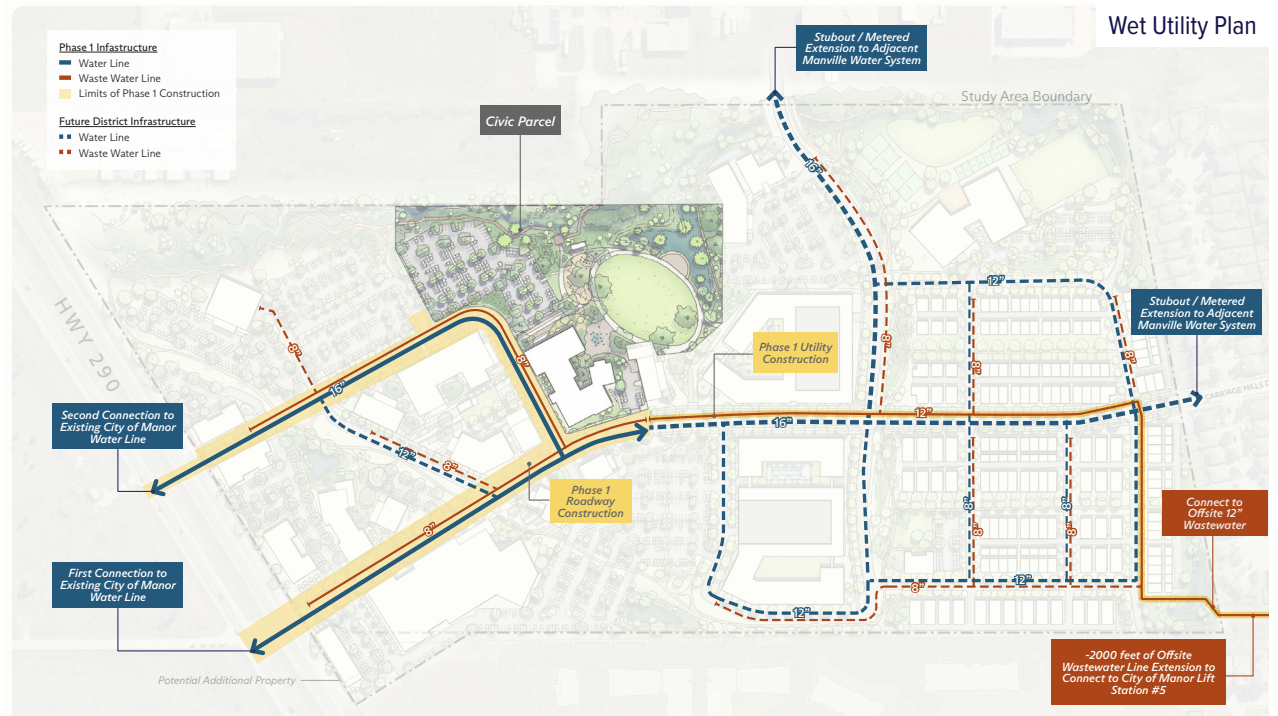 Wet Utility Plan
Phase 1 Infastructure
Water Line
Waste Water Line
Limits of Phase 1 Construction
Future District Infrastructure
Water Line
Waste Water Line
Stubout / Metered
Extension to Adjacent
Manville Water System
Study Area Boundary
Civic Parcel
HWY 290
16"
12"
Stubout / Metered
Extension to Adjacent
Manville Water System
Phase 1 Utility
Construction
8"
8"
8"
8"
8"
16"
CARRIAGE HILLS
Second Connection to
Existing City of Manor
Water Line
12"
16"
12"
8"
Phase 1
Roadway
Construction
8"
8"
8"
8"
8"
Connect to
Offsite 12"
Wastewater
First Connection to
Existing City of Manor
Water Line
12"
8"
12"
~2000 feet of Offsite
Wastewater Line Extension to
Connect to City of Manor Lift
Station #5
Potential Additional Property